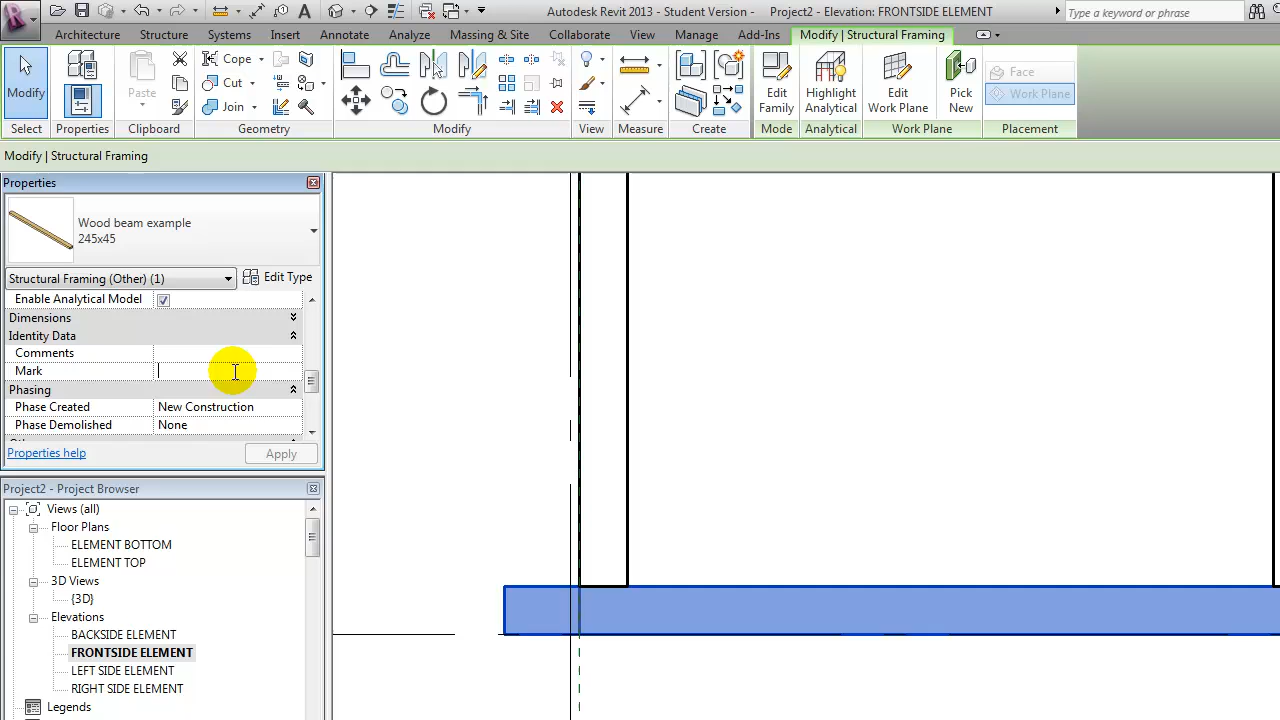 Autodesk Revit 2013 - Student Version - Project2 - Elevation: FRONTSIDE ELEMENT
Type a keyword or phrase
Architecture Structure Systems Insert Annotate Analyze Massing & Site Collaborate View Manage Add-Ins Modify | Structural Framing
Modify
Paste
Cope
Cut
Join
Edit Family
Highlight Analytical
Edit Work Plane
Pick New
Face
Work Plane
Select Properties Clipboard Geometry Modify View Measure Create Mode Analytical Work Plane Placement
Modify | Structural Framing
Properties
Wood beam example
245x45
Structural Framing (Other) (1) Edit Type
Enable Analytical Model
Dimensions
Identity Data
Comments
Mark
Phasing
Phase Created New Construction
Phase Demolished None
Properties help Apply
Project2 - Project Browser
Views (all)
Floor Plans
ELEMENT BOTTOM
ELEMENT TOP
3D Views
{3D}
Elevations
BACKSIDE ELEMENT
FRONTSIDE ELEMENT
LEFT SIDE ELEMENT
RIGHT SIDE ELEMENT
Legends